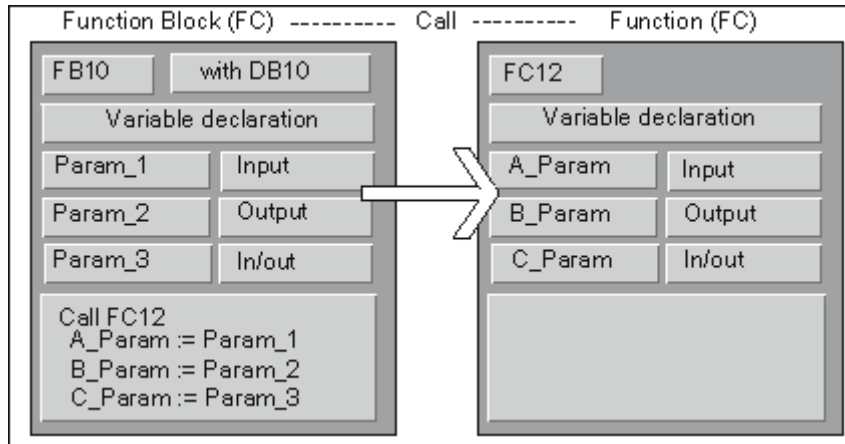 Function Block (FC) ----------- Call ----------- Function (FC)
FB10 with DB10
Variable declaration
Param_1 Input
Param_2 Output
Param_3 In/out
Call FC12
A_Param := Param_1
B_Param := Param_2
C_Param := Param_3
FC12
Variable declaration
A_Param Input
B_Param Output
C_Param In/out